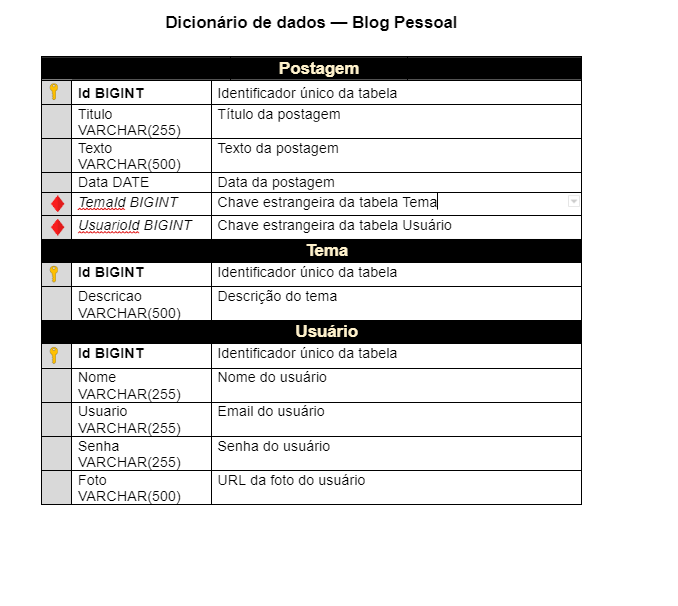 Dicionário de dados — Blog Pessoal
Postagem
Id BIGINT Identificador único da tabela
Titulo Título da postagem
VARCHAR(255)
Texto Texto da postagem
VARCHAR(500)
Data DATE Data da postagem
TemaId BIGINT Chave estrangeira da tabela Tema
UsuarioId BIGINT Chave estrangeira da tabela Usuário
Tema
Id BIGINT Identificador único da tabela
Descricao Descrição do tema
VARCHAR(500)
Usuário
Id BIGINT Identificador único da tabela
Nome Nome do usuário
VARCHAR(255)
Usuario Email do usuário
VARCHAR(255)
Senha Senha do usuário
VARCHAR(255)
Foto URL da foto do usuário
VARCHAR(500)